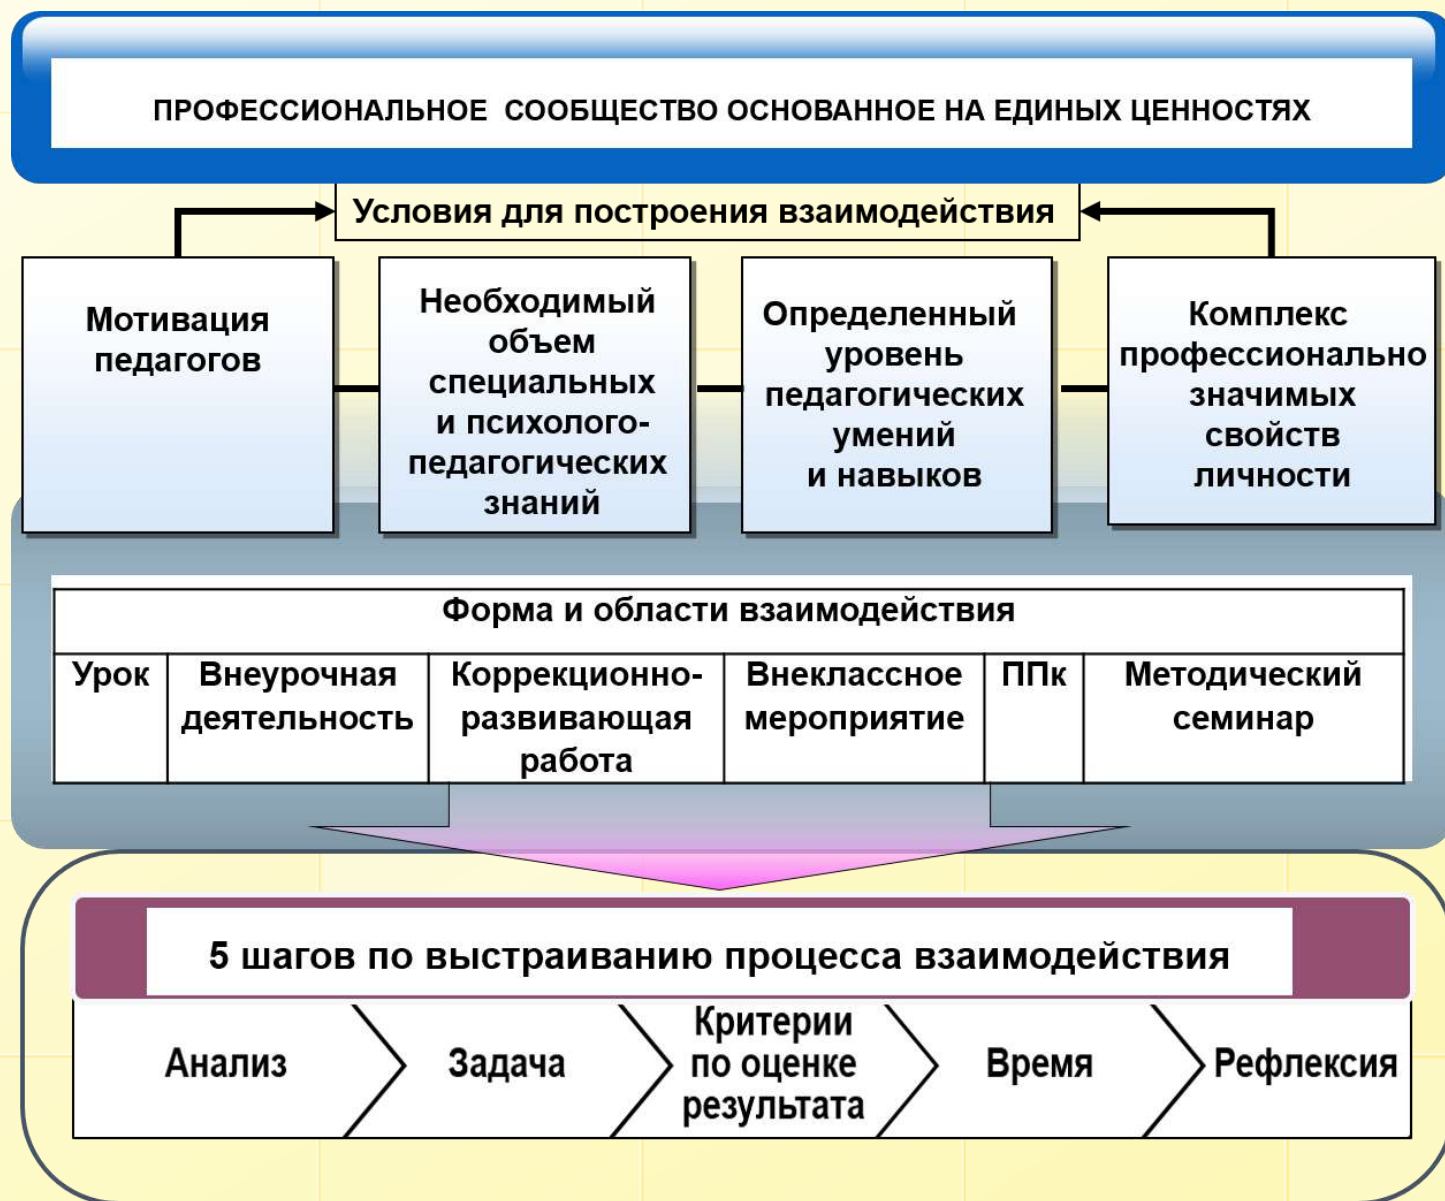 ПРОФЕССИОНАЛЬНОЕ СООБЩЕСТВО ОСНОВАННОЕ НА ЕДИНЫХ ЦЕННОСТЯХ
Условия для построения взаимодействия
Мотивация
педагогов
Необходимый
объем
специальных
и психолого-
педагогических
знаний
Определенный
уровень
педагогических
умений
и навыков
Комплекс
профессионально
значимых
свойств
личности
Форма и области взаимодействия
Урок
Внеурочная
деятельность
Коррекционно-
развивающая
работа
Внеклассное
мероприятие
ППк
Методический
семинар
5 шагов по выстраиванию процесса взаимодействия
Анализ
Задача
Критерии
по оценке
результата
Время
Рефлексия